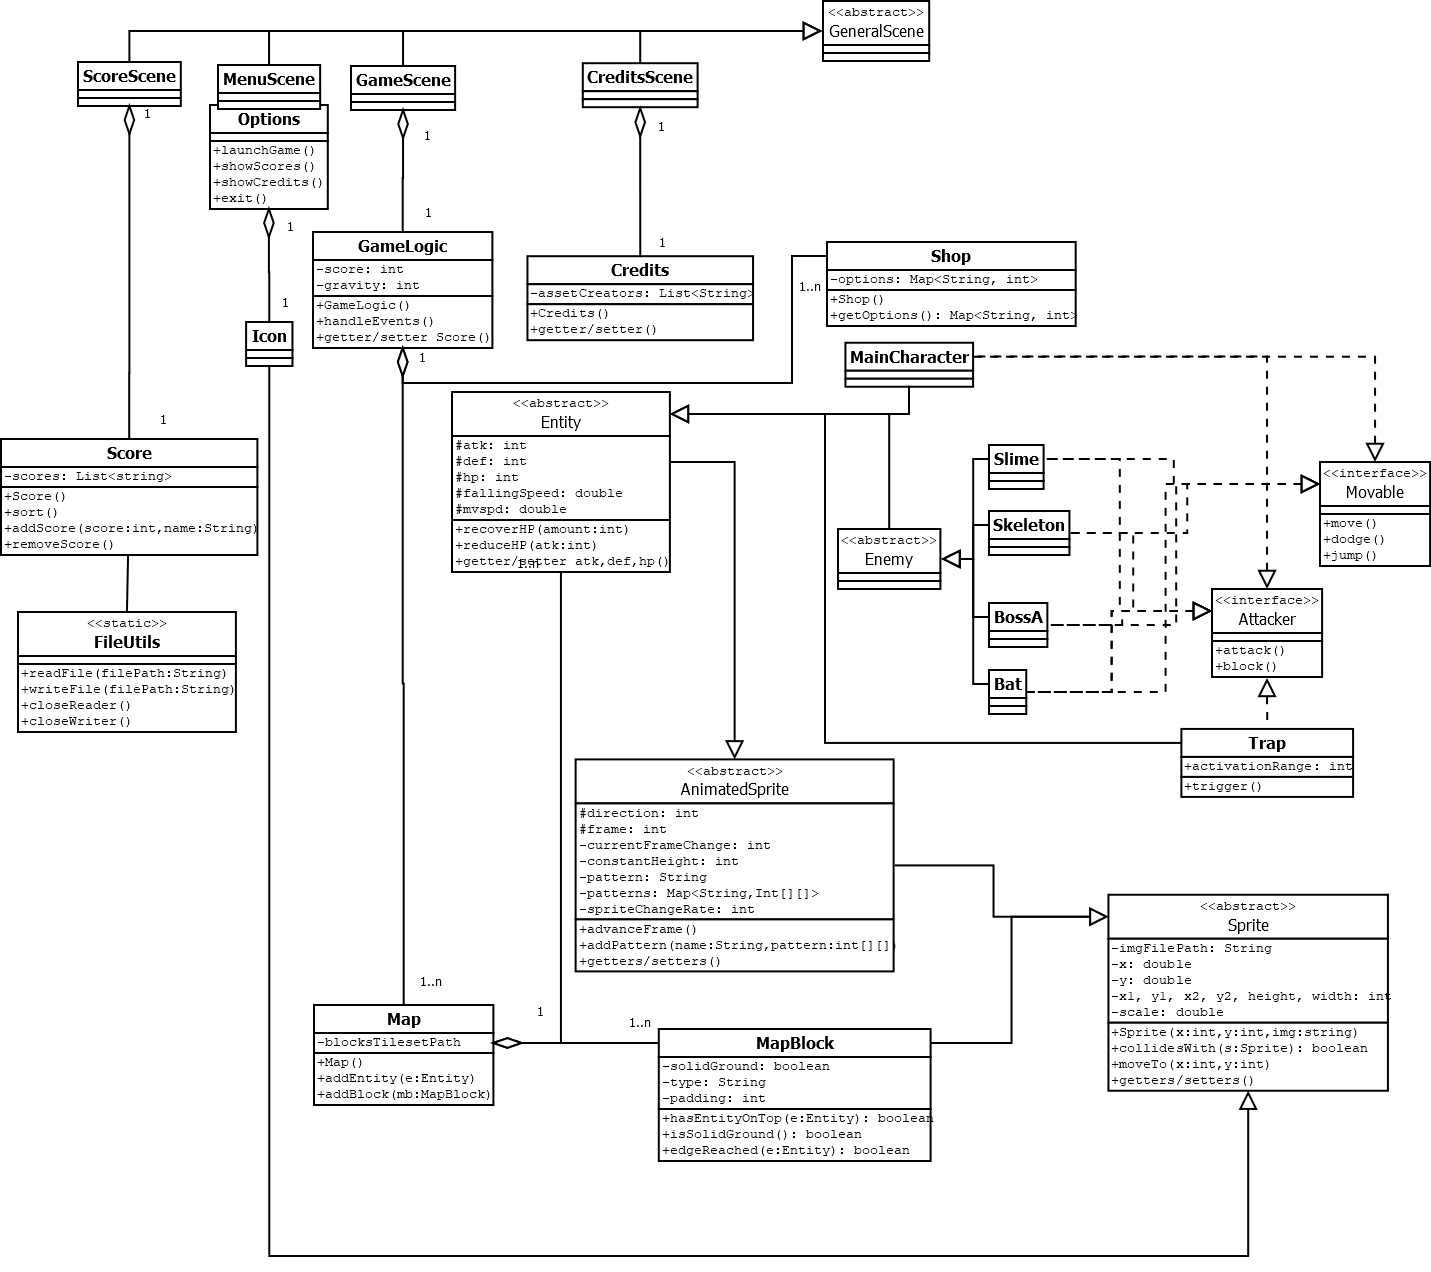 <<abstract>>
GeneralScene
ScoreScene
MenuScene
GameScene
CreditsScene
1
1
1
Options
+launchGame()
+showScores()
+showCredits()
+exit()
1
1
1
1
GameLogic
-score: int
-gravity: int
+GameLogic()
+handleEvents()
+getter/setter Score()
1
Credits
-assetCreators: List<String>
+Credits()
+getter/setter()
Shop
-options: Map<String, int>
+Shop()
+getOptions(): Map<String, int>
1..n
Icon
MainCharacter
1
Score
-scores: List<string>
+Score()
+sort()
+addScore(score:int,name:String)
+removeScore()
<<abstract>>
Entity
#atk: int
#def: int
#hp: int
#fallingSpeed: double
#mvspd: double
+recoverHP(amount:int)
+reduceHP(atk:int)
+getter/setter atk,def,hp()
1..n
Slime
Skeleton
BossA
Bat
<<abstract>>
Enemy
<<interface>>
Movable
+move()
+dodge()
+jump()
<<interface>>
Attacker
+attack()
+block()
<<static>>
FileUtils
+readFile(filePath:String)
+writeFile(filePath:String)
+closeReader()
+closeWriter()
Trap
+activationRange: int
+trigger()
<<abstract>>
AnimatedSprite
#direction: int
#frame: int
-currentFrameChange: int
-constantHeight: int
-pattern: String
-patterns: Map<String,Int[][]>
-spriteChangeRate: int
+advanceFrame()
+addPattern(name:String,pattern:int[][])
+getters/setters()
<<abstract>>
Sprite
-imgFilePath: String
-x: double
-y: double
-x1, y1, x2, y2, height, width: int
-scale: double
+Sprite(x:int,y:int,img:string)
+collidesWith(s:Sprite): boolean
+moveTo(x:int,y:int)
+getters/setters()
1..n
Map
-blocksTilesetPath
+Map()
+addEntity(e:Entity)
+addBlock(mb:MapBlock)
1
1..n
MapBlock
-solidGround: boolean
-type: String
-padding: int
+hasEntityOnTop(e:Entity): boolean
+isSolidGround(): boolean
+edgeReached(e:Entity): boolean